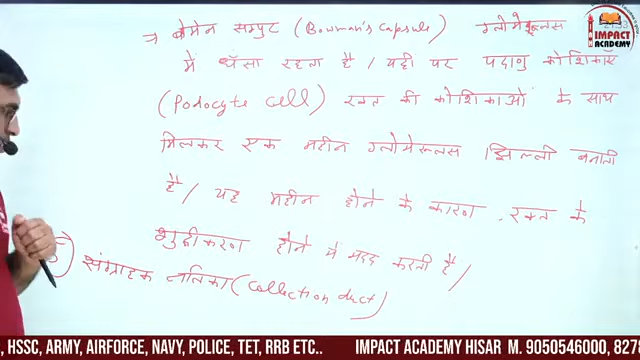 → बोमेन सम्पुट (Bowman's capsule) ग्लोमेरूलस
में धँसा रहता है / यही पर पदाणु कोशिकाएँ
(Podocyte cell) रक्त की कोशिकाओं के साथ
मिलकर एक महीन ग्लोमेरूलस झिल्ली बनाती
है / यह महीन होने के कारण रक्त के
शुद्धीकरण होने में मदद करती है /
संग्राहक नलिका (Collection duct)
IMPACT
ACADEMY
, HSSC, ARMY, AIRFORCE, NAVY, POLICE, TET, RRB ETC.. IMPACT ACADEMY HISAR M. 9050546000, 827